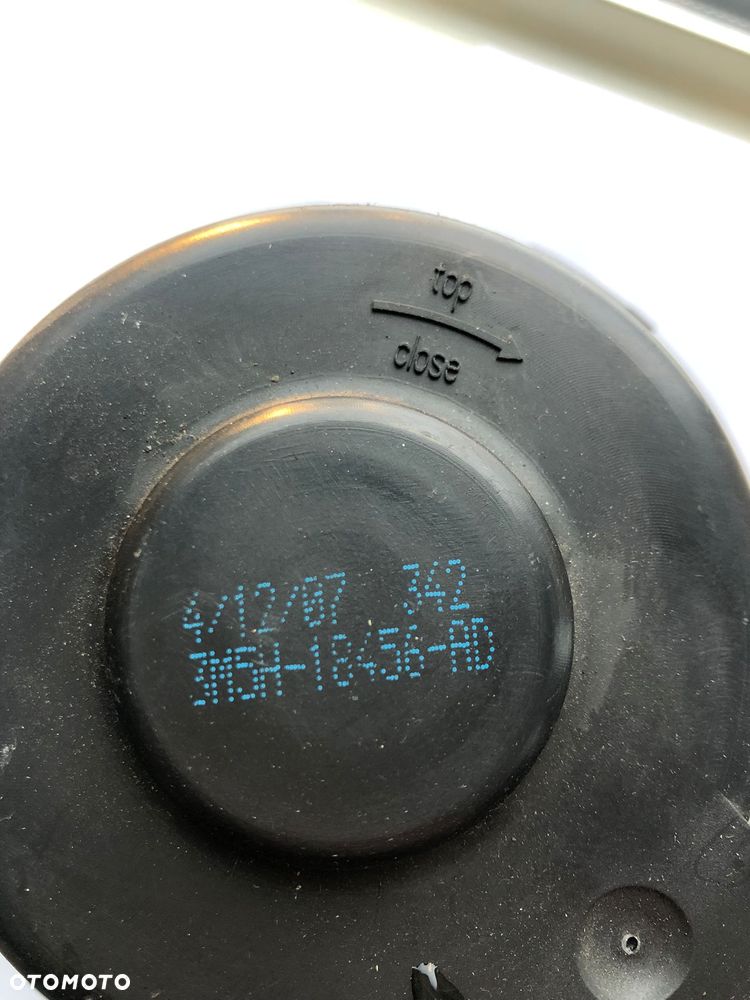 Top
close
4/12/07 342
3M5H-18456-AD
OTOMOTO